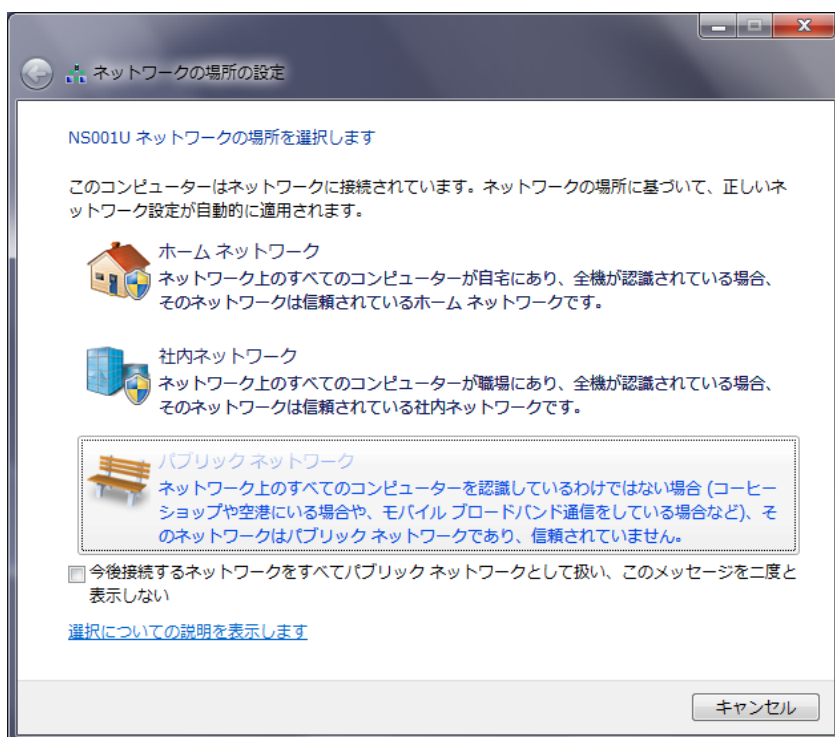 ネットワークの場所の設定
NS001U ネットワークの場所を選択します
このコンピューターはネットワークに接続されています。ネットワークの場所に基づいて、正しいネ
ットワーク設定が自動的に適用されます。
ホーム ネットワーク
ネットワーク上のすべてのコンピューターが自宅にあり、全機が認識されている場合、
そのネットワークは信頼されているホーム ネットワークです。
社内ネットワーク
ネットワーク上のすべてのコンピューターが職場にあり、全機が認識されている場合、
そのネットワークは信頼されている社内ネットワークです。
パブリック ネットワーク
ネットワーク上のすべてのコンピューターを認識しているわけではない場合 (コーヒー
ショップや空港にいる場合や、モバイル ブロードバンド通信をしている場合など)、そ
のネットワークはパブリック ネットワークであり、信頼されていません。
今後接続するネットワークをすべてパブリック ネットワークとして扱い、このメッセージを二度と
表示しない
選択についての説明を表示します
キャンセル